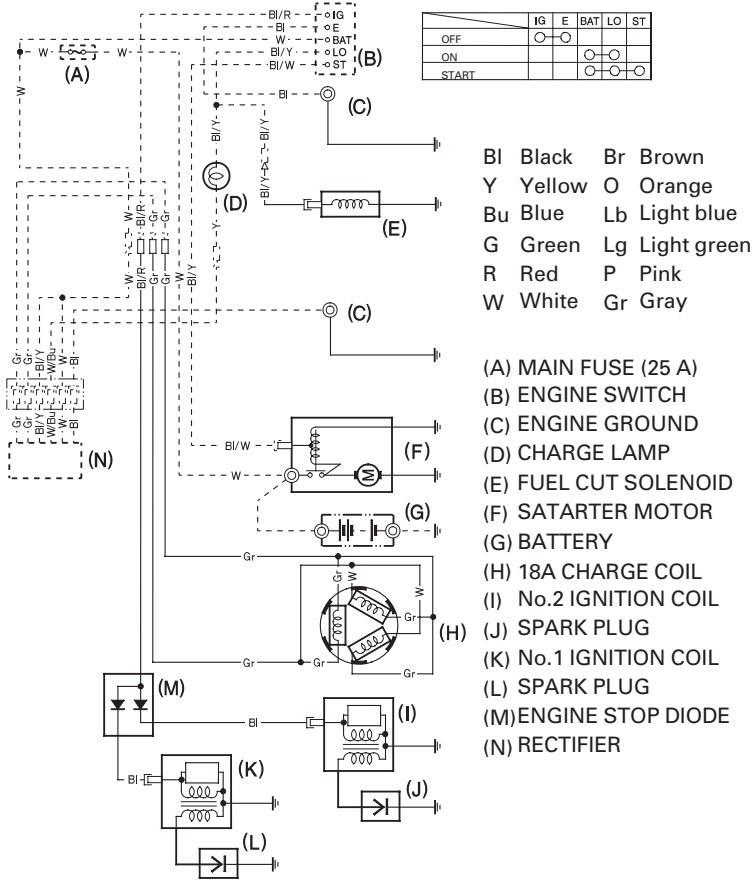 Bl/R IG
Bl E
W BAT
Bl/Y LO
Bl/W ST
(B)
IG E BAT LO ST
OFF
ON
START
W W
(A)
W
Bl
(C)
Bl/Y
Bl/Y
Bl/Y
(D)
(E)
W Bl/R Gr Gr
Y
W Bl/R Gr Gr W Bl/Y Y
(C)
Gr Gr Bl/Y W/Bu W Bl
Gr Gr Bl/Y W/Bu W Bl
(N)
Bl/W
W
M
(F)
(G)
Gr Gr
Gr W W
Gr
(H)
Gr Gr Gr
(M)
Bl
(I)
Bl
(K)
(J)
(L)
Bl Black Br Brown
Y Yellow O Orange
Bu Blue Lb Light blue
G Green Lg Light green
R Red P Pink
W White Gr Gray
(A) MAIN FUSE (25 A)
(B) ENGINE SWITCH
(C) ENGINE GROUND
(D) CHARGE LAMP
(E) FUEL CUT SOLENOID
(F) SATARTER MOTOR
(G) BATTERY
(H) 18A CHARGE COIL
(I) No.2 IGNITION COIL
(J) SPARK PLUG
(K) No.1 IGNITION COIL
(L) SPARK PLUG
(M) ENGINE STOP DIODE
(N) RECTIFIER